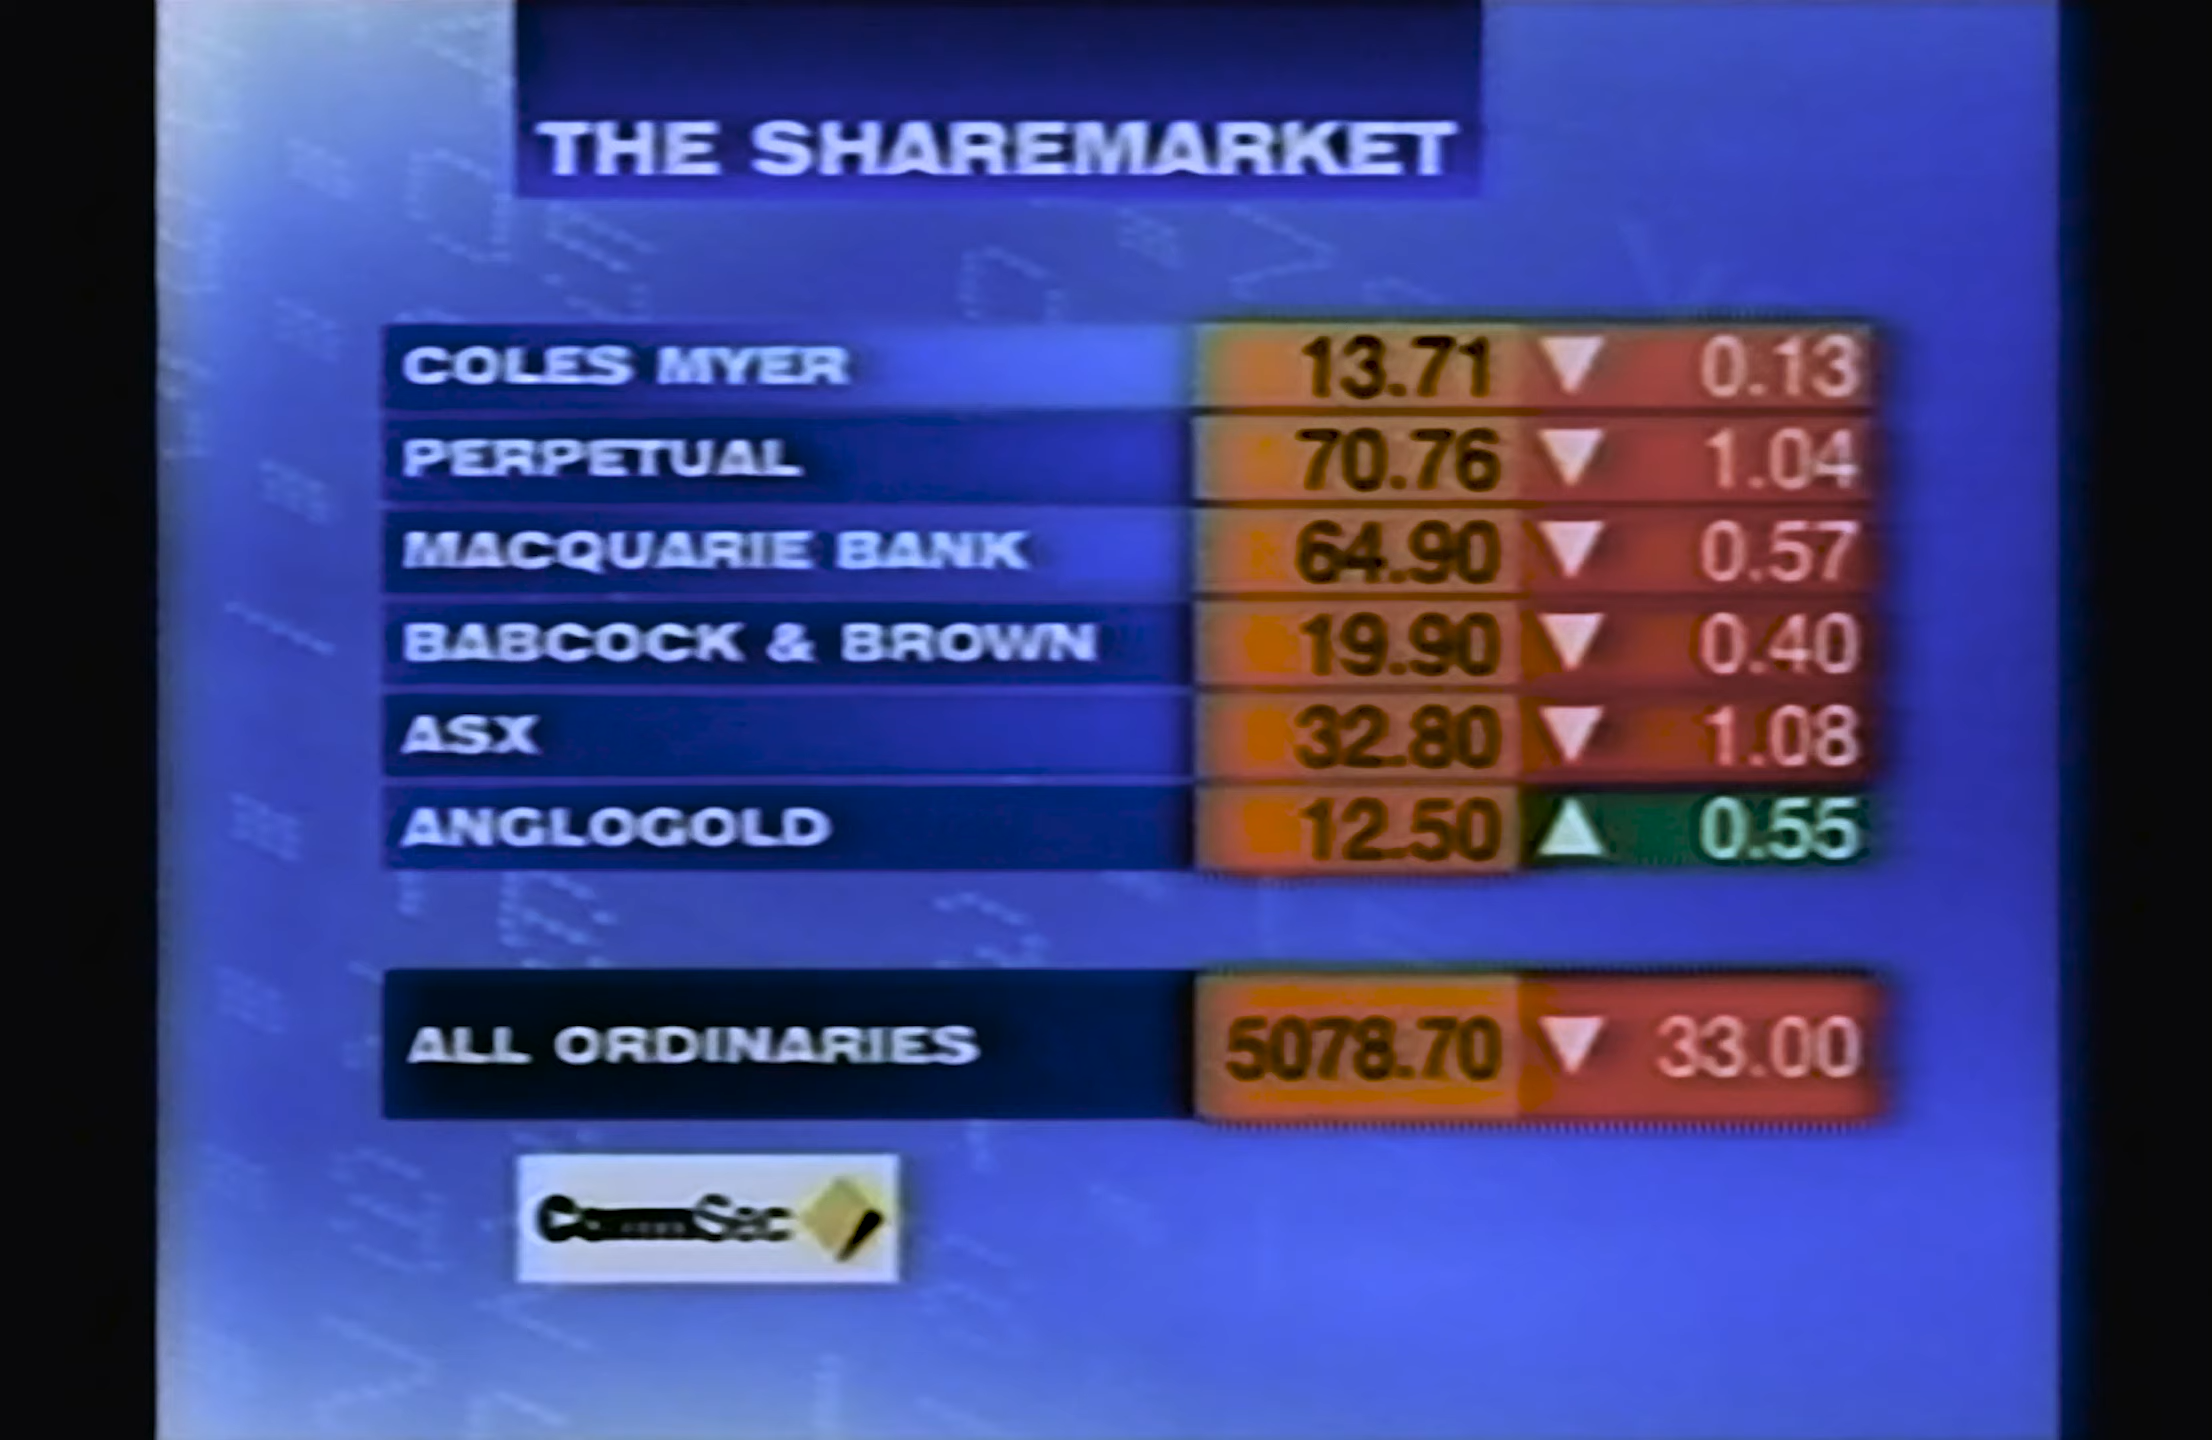 THE SHAREMARKET
COLES MYER 13.71 ▼ 0.13
PERPETUAL 70.76 ▼ 1.04
MACQUARIE BANK 64.90 ▼ 0.57
BABCOCK & BROWN 19.90 ▼ 0.40
ASX 32.80 ▼ 1.08
ANGLOGOLD 12.50 ▲ 0.55
ALL ORDINARIES 5078.70 ▼ 33.00
CommSec